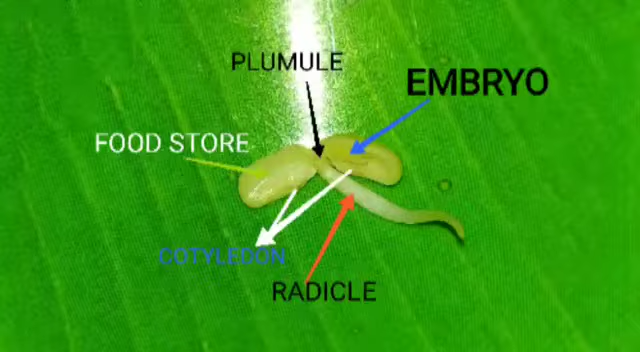 PLUMULE
EMBRYO
FOOD STORE
COTYLEDON
RADICLE